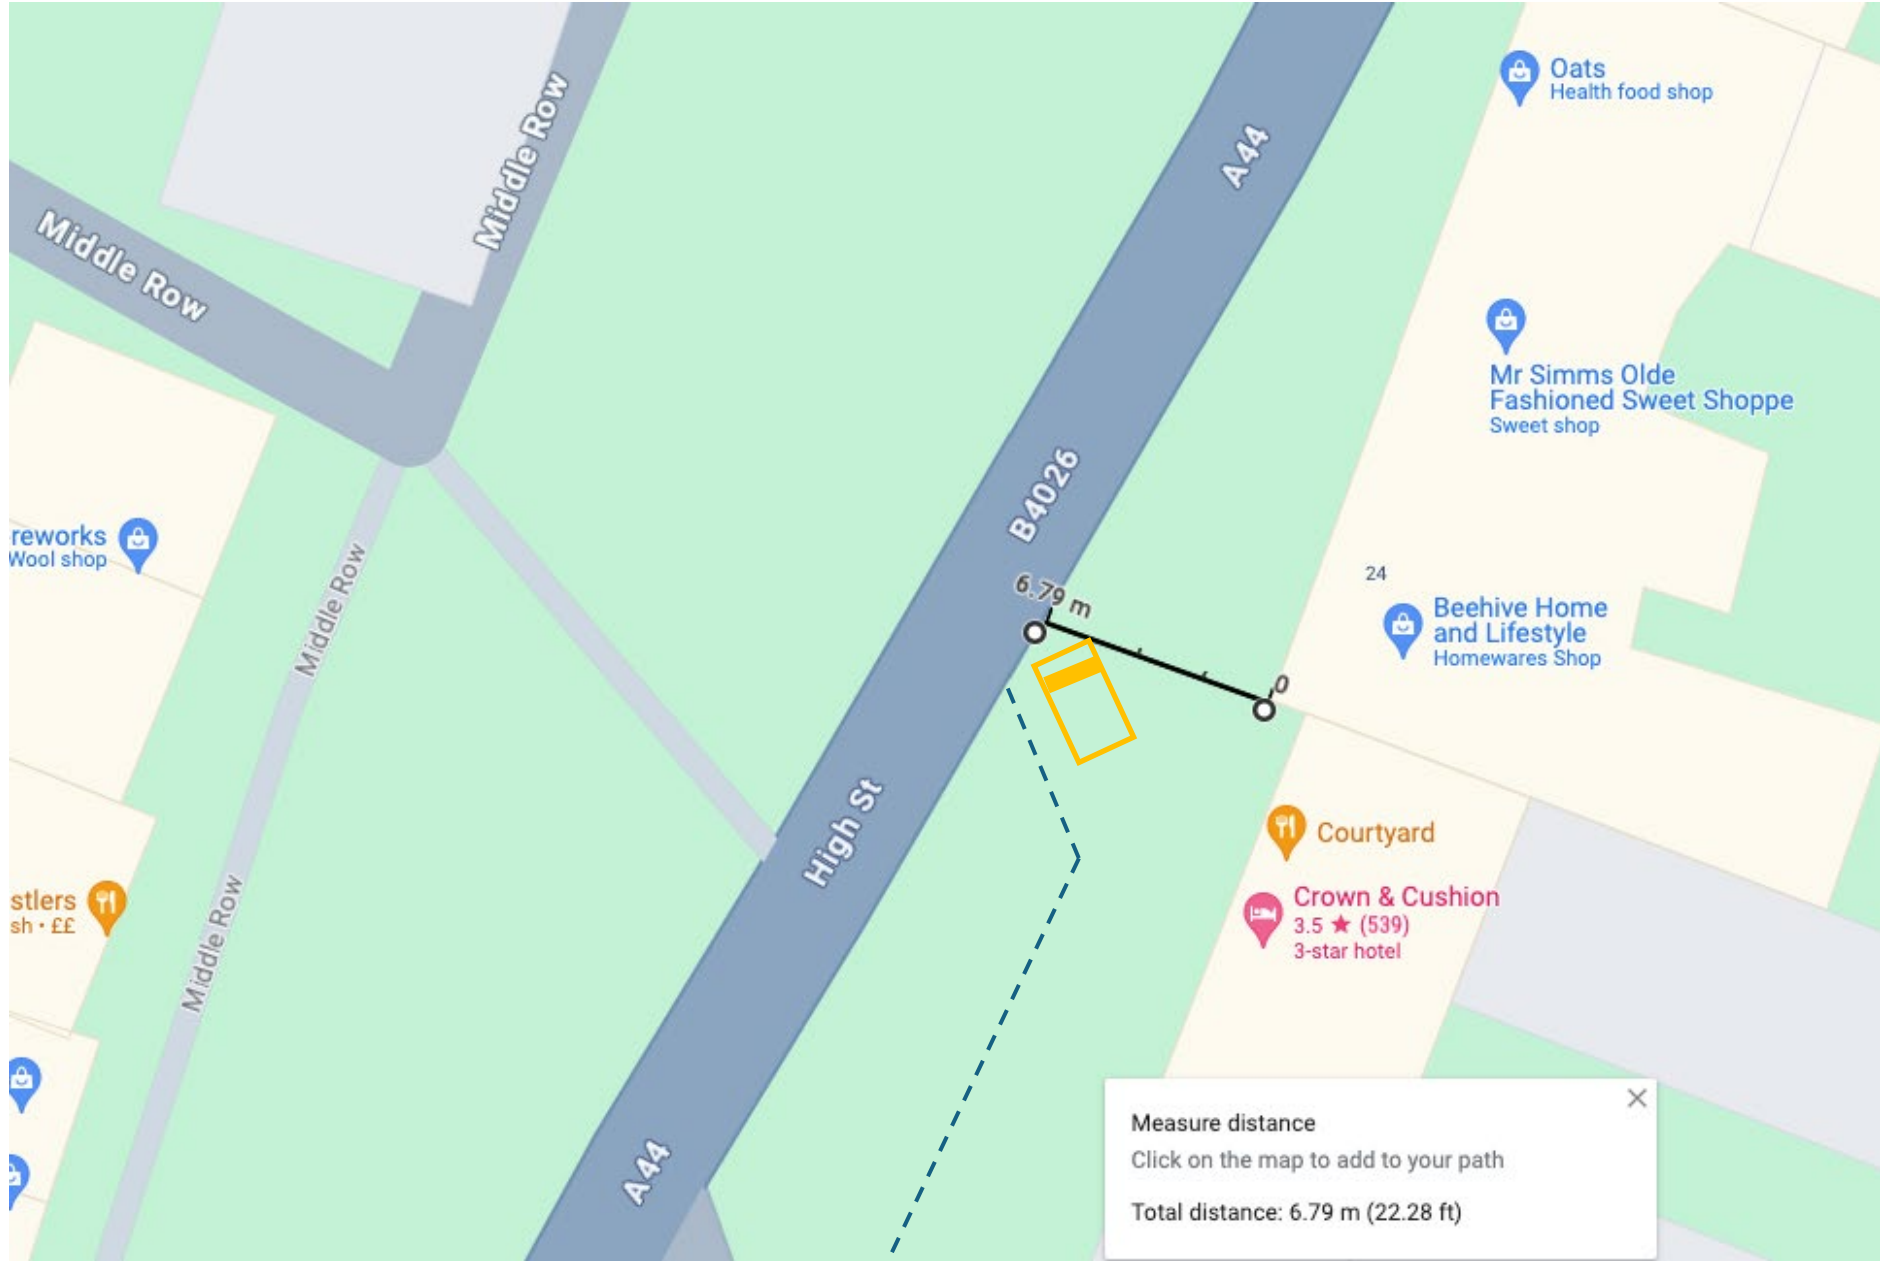 Oats
Health food shop
A44
Middle Row
Middle Row
Mr Simms Olde
Fashioned Sweet Shoppe
Sweet shop
B4026
reworks
Wool shop
Middle Row
6.79 m
24
Beehive Home
and Lifestyle
Homewares Shop
0
High St
Courtyard
stlers
sh · ££
Crown & Cushion
3.5 ★ (539)
3-star hotel
Middle Row
A44
Measure distance
Click on the map to add to your path
Total distance: 6.79 m (22.28 ft)